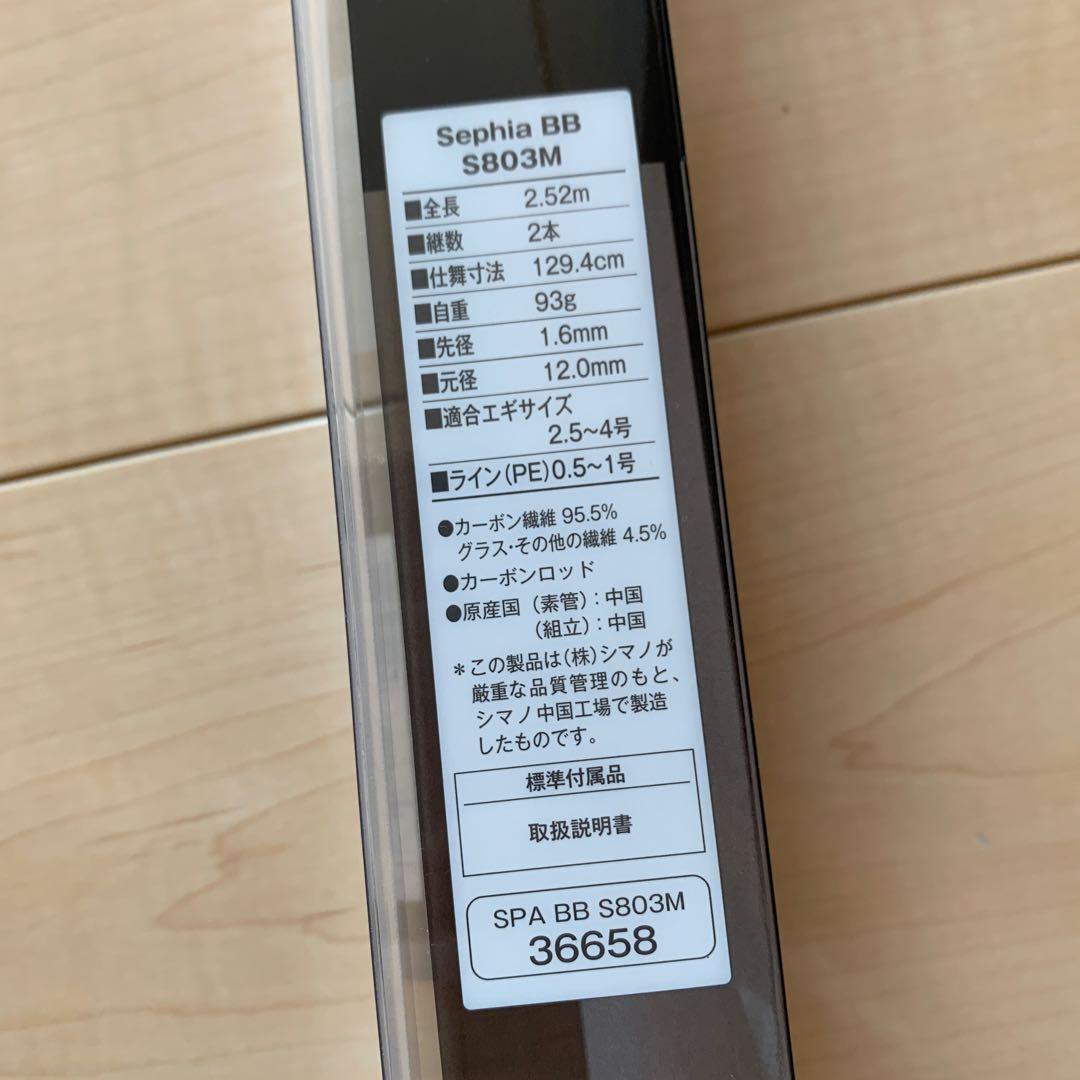 Sephia BB
S803M
■全長 2.52m
■継数 2本
■仕舞寸法 129.4cm
■自重 93g
■先径 1.6mm
■元径 12.0mm
■適合エギサイズ
2.5~4号
■ライン(PE)0.5~1号
●カーボン繊維 95.5%
グラス・その他の繊維 4.5%
●カーボンロッド
●原産国（素管）：中国
（組立）：中国
＊この製品は(株)シマノが
厳重な品質管理のもと、
シマノ中国工場で製造
したものです。
標準付属品
取扱説明書
SPA BB S803M
36658